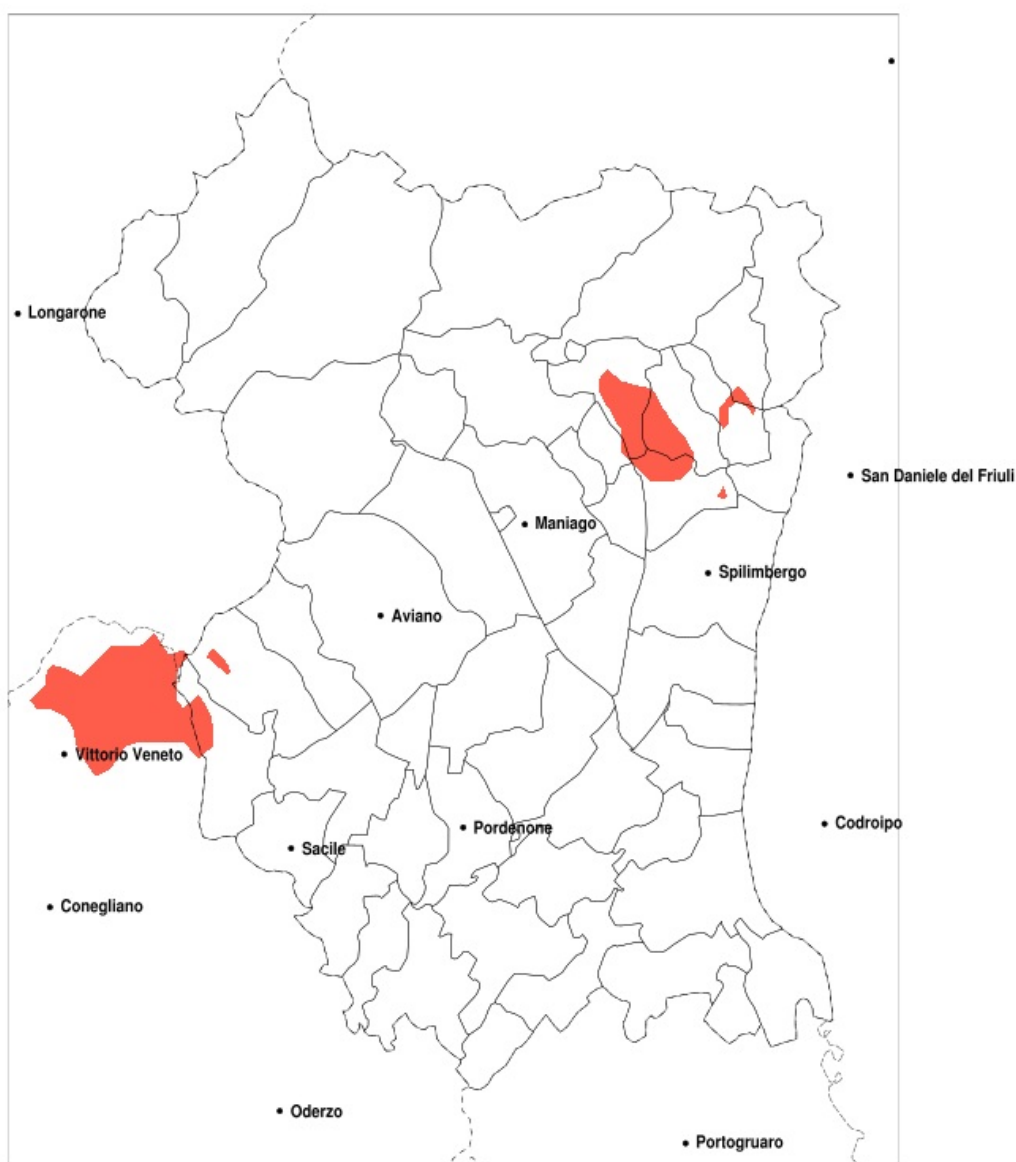 Longarone
San Daniele del Friuli
Maniago
Spilimbergo
Aviano
Vittorio Veneto
Codroipo
Pordenone
Sacile
Conegliano
Oderzo
Portogruaro